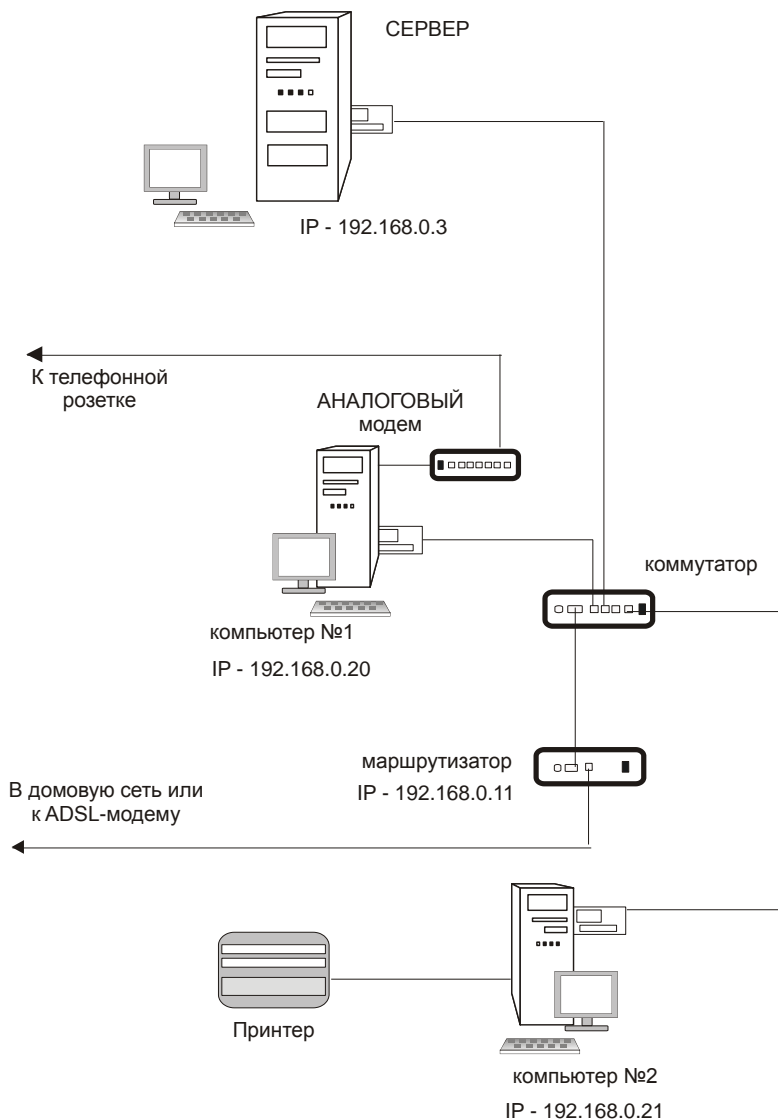 СЕРВЕР
IP - 192.168.0.3
К телефонной
розетке
АНАЛОГОВЫЙ
модем
коммутатор
компьютер №1
IP - 192.168.0.20
маршрутизатор
IP - 192.168.0.11
В домовую сеть или
к ADSL-модему
Принтер
компьютер №2
IP - 192.168.0.21